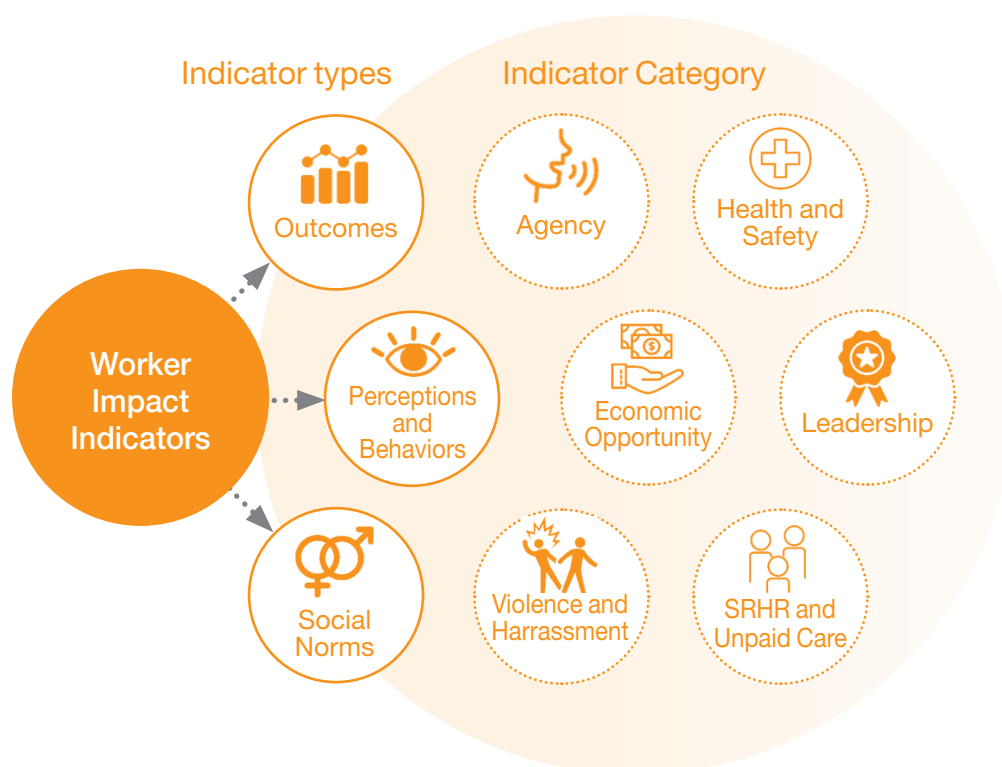 Indicator types
Indicator Category
Outcomes
Agency
Health and
Safety
Worker
Impact
Indicators
Perceptions
and
Behaviors
Economic
Opportunity
Leadership
Social
Norms
Violence and
Harrassment
SRHR and
Unpaid Care